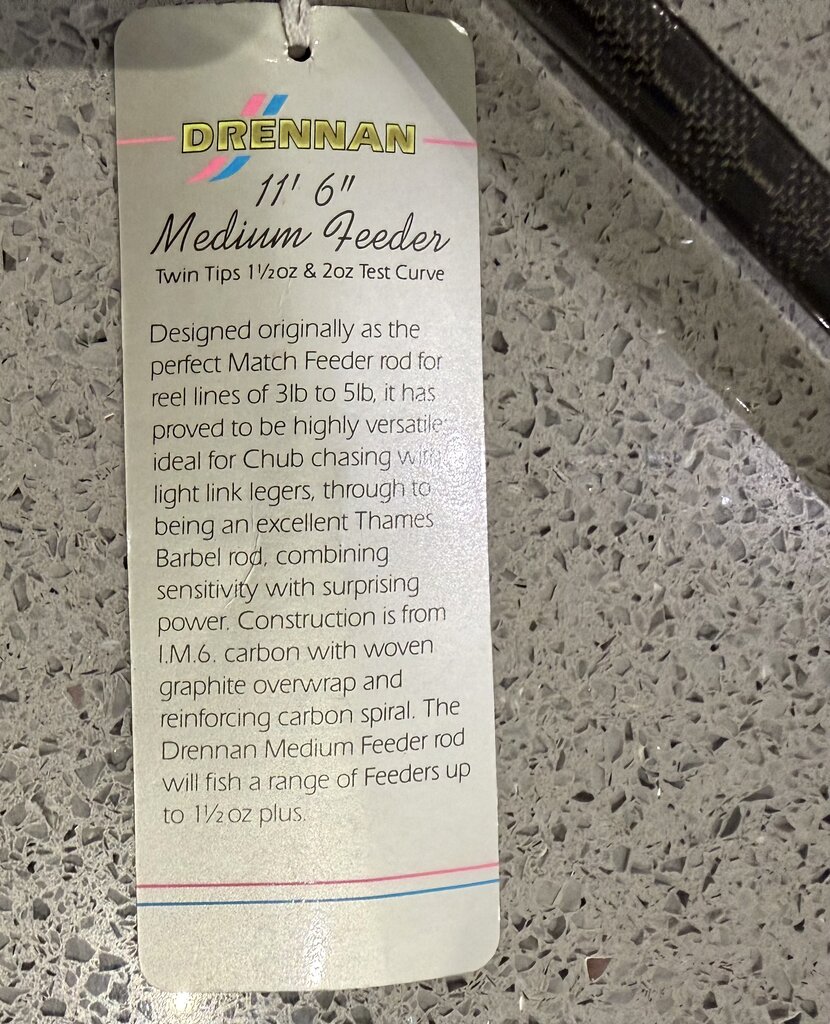 DRENNAN
11' 6"
Medium Feeder
Twin Tips 1½oz & 2oz Test Curve
Designed originally as the
perfect Match Feeder rod for
reel lines of 3lb to 5lb, it has
proved to be highly versatile
ideal for Chub chasing with
light link legers, through to
being an excellent Thames
Barbel rod, combining
sensitivity with surprising
power. Construction is from
I.M.6. carbon with woven
graphite overwrap and
reinforcing carbon spiral. The
Drennan Medium Feeder rod
will fish a range of Feeders up
to 1½ oz plus.